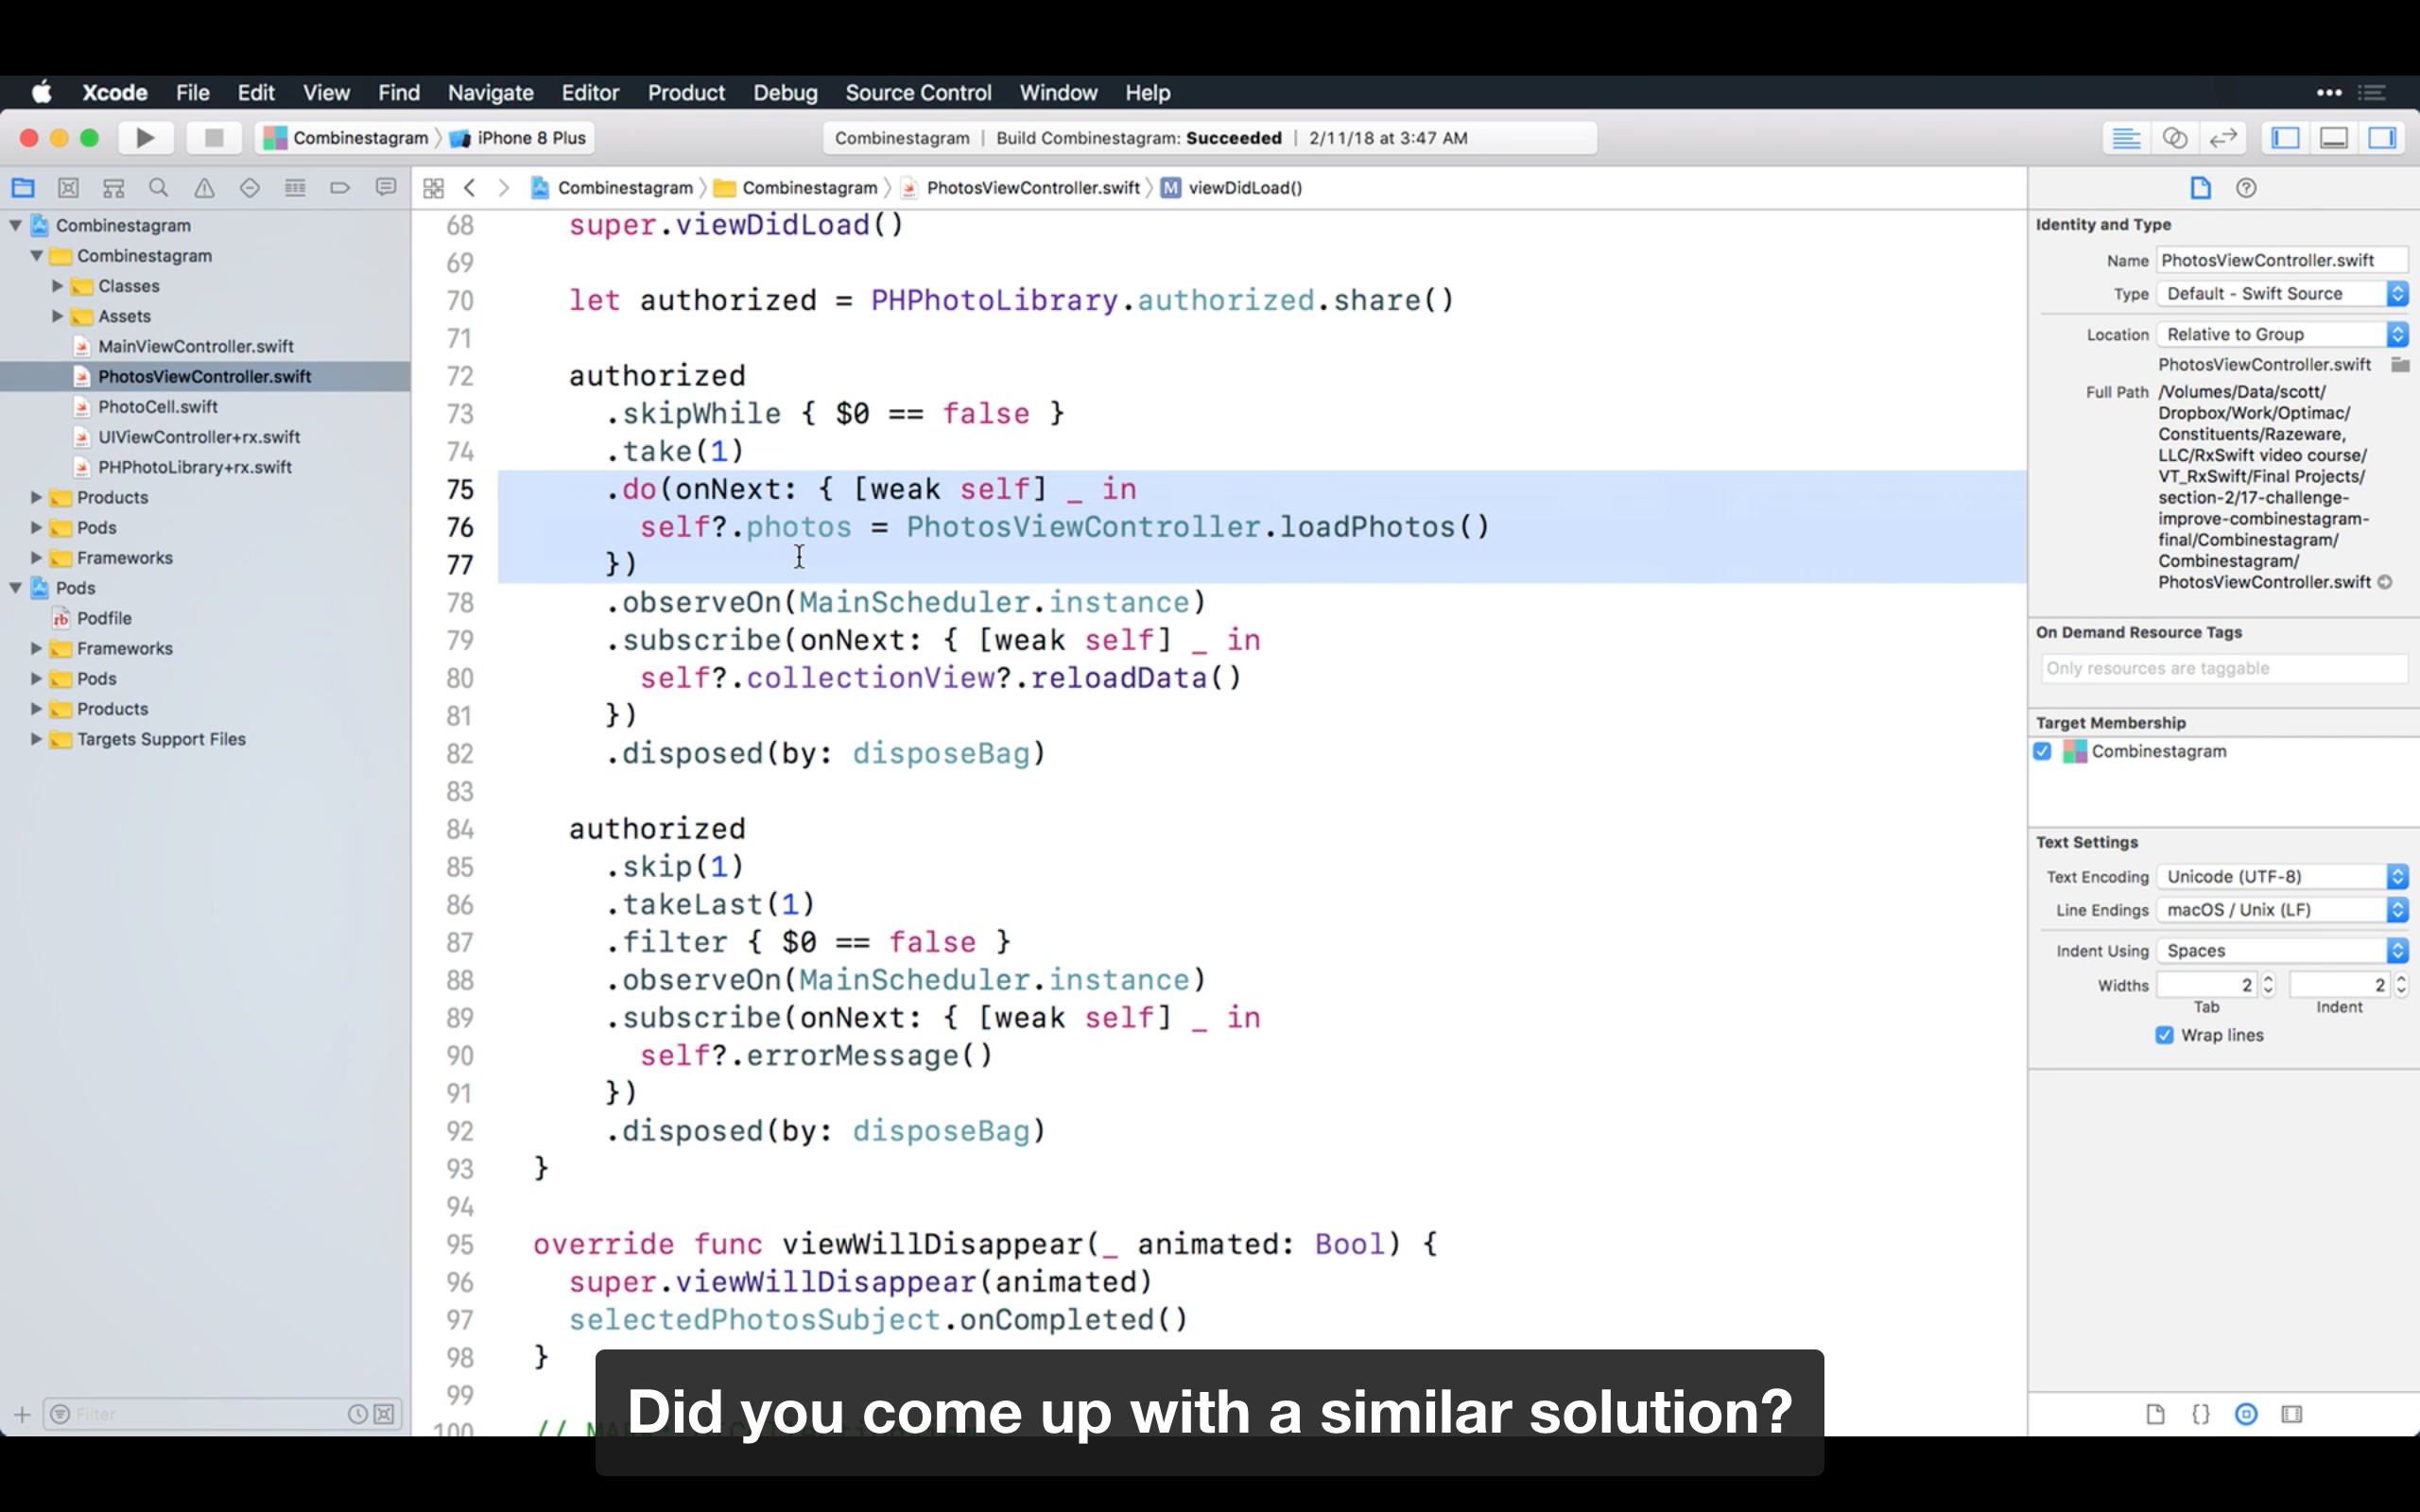 Xcode File Edit View Find Navigate Editor Product Debug Source Control Window Help
Combinestagram iPhone 8 Plus
Combinestagram | Build Combinestagram: Succeeded | 2/11/18 at 3:47 AM
Combinestagram Combinestagram PhotosViewController.swift M viewDidLoad()
Combinestagram
Combinestagram
Classes
Assets
MainViewController.swift
PhotosViewController.swift
PhotoCell.swift
UIViewController+rx.swift
PHPhotoLibrary+rx.swift
Products
Pods
Frameworks
Pods
Podfile
Frameworks
Pods
Products
Targets Support Files
Filter
68 super.viewDidLoad()
69
70 let authorized = PHPhotoLibrary.authorized.share()
71
72 authorized
73 .skipWhile { $0 == false }
74 .take(1)
75 .do(onNext: { [weak self] _ in
76 self?.photos = PhotosViewController.loadPhotos()
77 })
78 .observeOn(MainScheduler.instance)
79 .subscribe(onNext: { [weak self] _ in
80 self?.collectionView?.reloadData()
81 })
82 .disposed(by: disposeBag)
83
84 authorized
85 .skip(1)
86 .takeLast(1)
87 .filter { $0 == false }
88 .observeOn(MainScheduler.instance)
89 .subscribe(onNext: { [weak self] _ in
90 self?.errorMessage()
91 })
92 .disposed(by: disposeBag)
93 }
94
95 override func viewWillDisappear(_ animated: Bool) {
96 super.viewWillDisappear(animated)
97 selectedPhotosSubject.onCompleted()
98 }
99
100 //
Did you come up with a similar solution?
Identity and Type
Name PhotosViewController.swift
Type Default - Swift Source
Location Relative to Group
PhotosViewController.swift
Full Path /Volumes/Data/scott/
Dropbox/Work/Optimac/
Constituents/Razeware,
LLC/RxSwift video course/
VT_RxSwift/Final Projects/
section-2/17-challenge-
improve-combinestagram-
final/Combinestagram/
Combinestagram/
PhotosViewController.swift
On Demand Resource Tags
Only resources are taggable
Target Membership
Combinestagram
Text Settings
Text Encoding Unicode (UTF-8)
Line Endings macOS / Unix (LF)
Indent Using Spaces
Widths 2 2
Tab Indent
Wrap lines